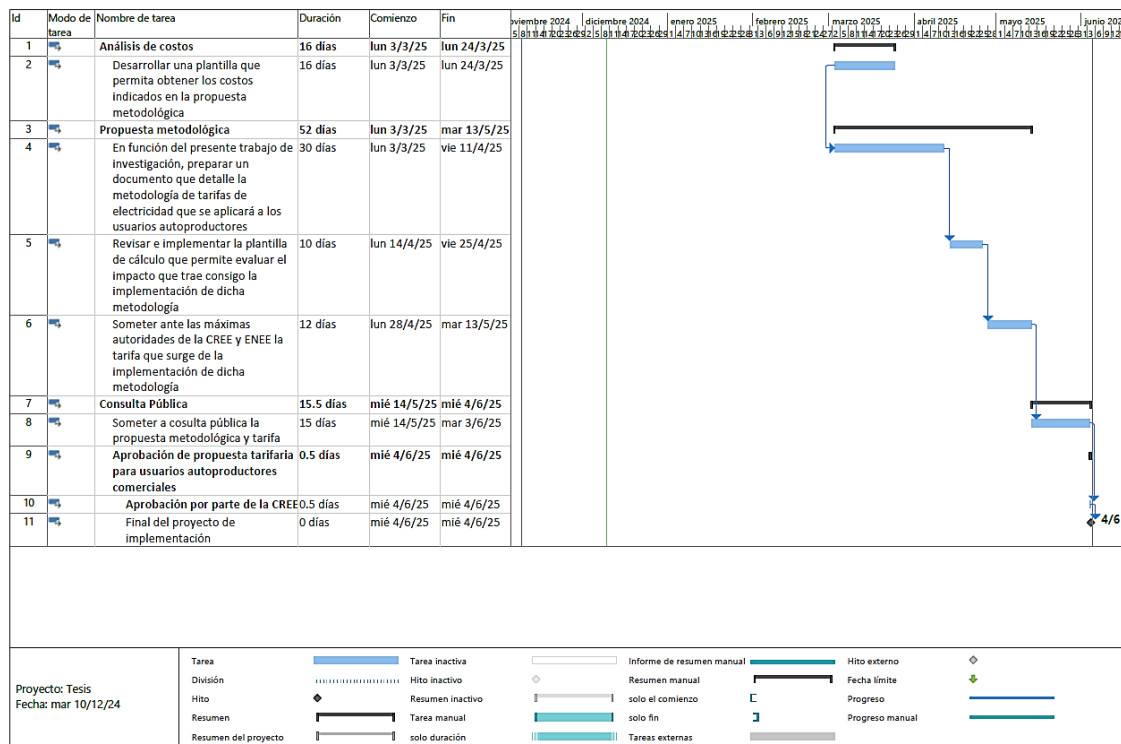 Id Modo de tarea Nombre de tarea Duración Comienzo Fin
noviembre 2024 diciembre 2024 enero 2025 febrero 2025 marzo 2025 abril 2025 mayo 2025 junio
1 Análisis de costos 16 días lun 3/3/25 lun 24/3/25
2 Desarrollar una plantilla que 16 días lun 3/3/25 lun 24/3/25
permita obtener los costos
indicados en la propuesta
metodológica
3 Propuesta metodológica 52 días lun 3/3/25 mar 13/5/25
4 En función del presente trabajo de 30 días lun 3/3/25 vie 11/4/25
investigación, preparar un
documento que detalle la
metodología de tarifas de
electricidad que se aplicará a los
usuarios autoproductores
5 Revisar e implementar la plantilla 10 días lun 14/4/25 vie 25/4/25
de cálculo que permite evaluar el
impacto que trae consigo la
implementación de dicha
metodología
6 Someter ante las máximas 12 días lun 28/4/25 mar 13/5/25
autoridades de la CREE y ENEE la
tarifa que surge de la
implementación de dicha
metodología
7 Consulta Pública 15.5 días mié 14/5/25 mié 4/6/25
8 Someter a cosulta pública la 15 días mié 14/5/25 mar 3/6/25
propuesta metodológica y tarifa
9 Aprobación de propuesta tarifaria 0.5 días mié 4/6/25 mié 4/6/25
para usuarios autoproductores
comerciales
10 Aprobación por parte de la CREE 0.5 días mié 4/6/25 mié 4/6/25
11 Final del proyecto de 0 días mié 4/6/25 mié 4/6/25
implementación
4/6
Proyecto: Tesis
Fecha: mar 10/12/24
Tarea Tarea inactiva Informe de resumen manual Hito externo
División Hito inactivo Resumen manual Fecha límite
Hito Resumen inactivo solo el comienzo Progreso
Resumen Tarea manual solo fin Progreso manual
Resumen del proyecto solo duración Tareas externas